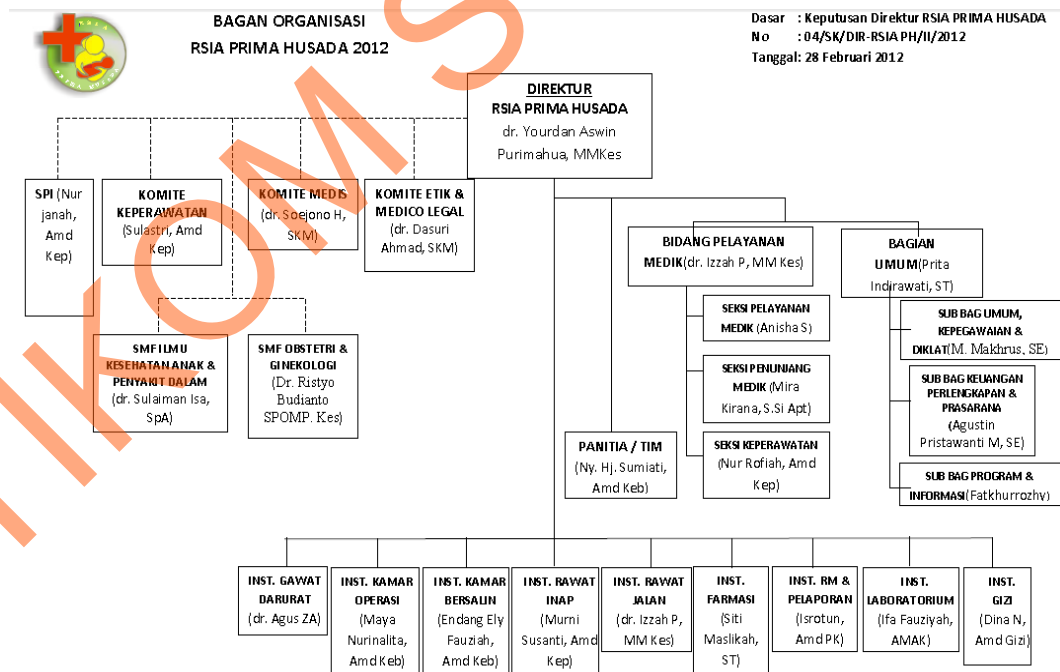 BAGAN ORGANISASI
RSIA PRIMA HUSADA 2012
Dasar : Keputusan Direktur RSIA PRIMA HUSADA
No : 04/SK/DIR-RSIA PH/II/2012
Tanggal: 28 Februari 2012
PRIMA HUSADA
DIREKTUR
RSIA PRIMA HUSADA
dr. Yourdan Aswin
Purimahua, MMKes
SPI (Nur
janah,
Amd
Kep)
KOMITE
KEPERAWATAN
(Sulastri, Amd
Kep)
KOMITE MEDIS
(dr. Soejono H,
SKM)
KOMITE ETIK &
MEDICO LEGAL
(dr. Dasuri
Ahmad, SKM)
SMF ILMU
KESEHATAN ANAK &
PENYAKIT DALAM
(dr. Sulaiman Isa,
SpA)
SMF OBSTETRI &
GINEKOLOGI
(Dr. Ristyo
Budianto
SPOMP. Kes)
BIDANG PELAYANAN
MEDIK(dr. Izzah P, MM Kes)
SEKSI PELAYANAN
MEDIK (Anisha S)
SEKSI PENUNJANG
MEDIK (Mira
Kirana, S.Si Apt)
SEKSI KEPERAWATAN
(Nur Rofiah, Amd
Kep)
BAGIAN
UMUM(Prita
Indirawati, ST)
SUB BAG UMUM,
KEPEGAWAIAN &
DIKLAT(M. Makhrus, SE)
SUB BAG KEUANGAN
PERLENGKAPAN &
PRASARANA
(Agustin
Pristawanti M, SE)
SUB BAG PROGRAM &
INFORMASI(Fatkhurrozhy)
PANITIA / TIM
(Ny. Hj. Sumiati,
Amd Keb)
INST. GAWAT
DARURAT
(dr. Agus ZA)
INST. KAMAR
OPERASI
(Maya
Nurinalita,
Amd Keb)
INST. KAMAR
BERSALIN
(Endang Ely
Fauziah,
Amd Keb)
INST. RAWAT
INAP
(Murni
Susanti, Amd
Kep)
INST. RAWAT
JALAN
(dr. Izzah P,
MM Kes)
INST.
FARMASI
(Siti
Maslikah,
ST)
INST. RM &
PELAPORAN
(Isrotun,
Amd PK)
INST.
LABORATORIUM
(Ifa Fauziyah,
AMAK)
INST.
GIZI
(Dina N,
Amd Gizi)
IKOM S